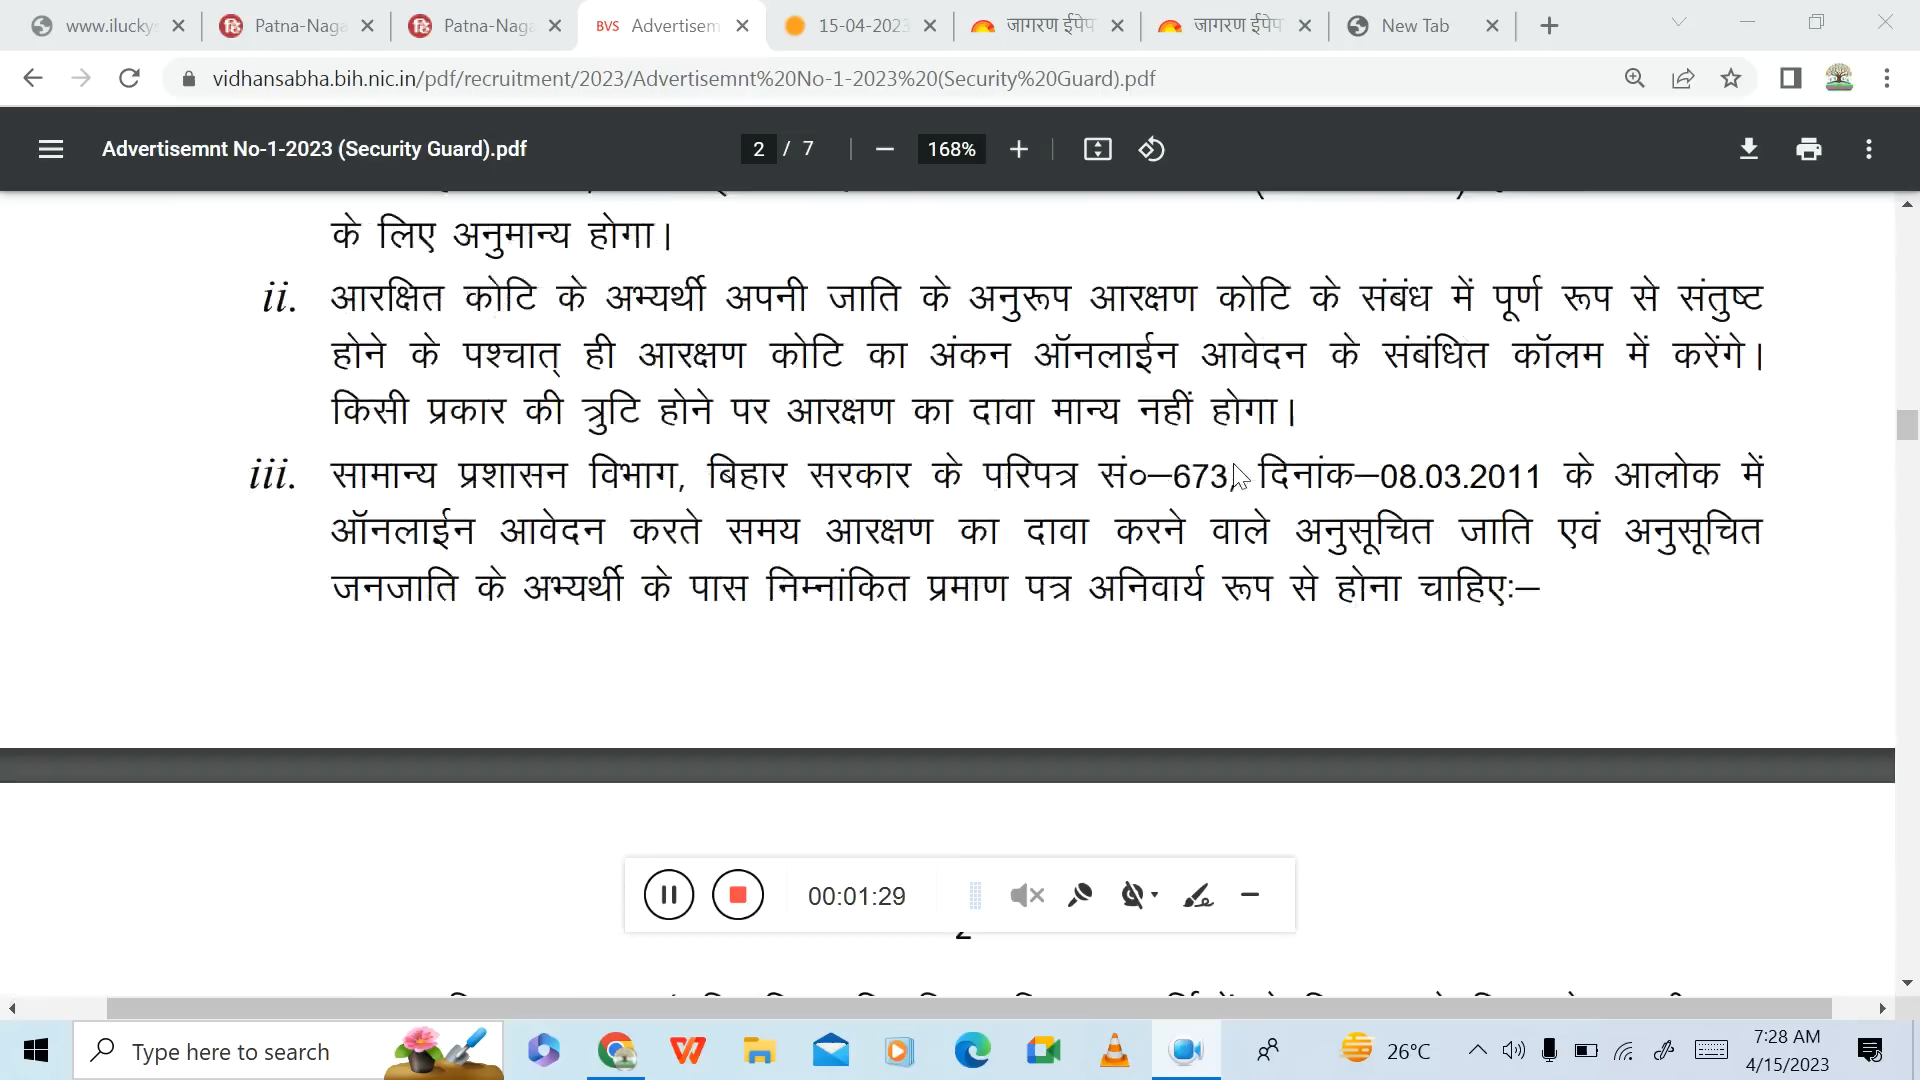 www.ilucky
Patna-Naga
Patna-Naga
BVS Advertisem
15-04-2023
जागरण ईपेप
जागरण ईपेप
New Tab
vidhansabha.bih.nic.in/pdf/recruitment/2023/Advertisemnt%20No-1-2023%20(Security%20Guard).pdf
Advertisemnt No-1-2023 (Security Guard).pdf
2 / 7
168%
के लिए अनुमान्य होगा।
ii. आरक्षित कोटि के अभ्यर्थी अपनी जाति के अनुरूप आरक्षण कोटि के संबंध में पूर्ण रूप से संतुष्ट
होने के पश्चात् ही आरक्षण कोटि का अंकन ऑनलाईन आवेदन के संबंधित कॉलम में करेंगे।
किसी प्रकार की त्रुटि होने पर आरक्षण का दावा मान्य नहीं होगा।
iii. सामान्य प्रशासन विभाग, बिहार सरकार के परिपत्र सं०–673, दिनांक–08.03.2011 के आलोक में
ऑनलाईन आवेदन करते समय आरक्षण का दावा करने वाले अनुसूचित जाति एवं अनुसूचित
जनजाति के अभ्यर्थी के पास निम्नांकित प्रमाण पत्र अनिवार्य रूप से होना चाहिए:–
00:01:29
2
Type here to search
26°C
7:28 AM
4/15/2023